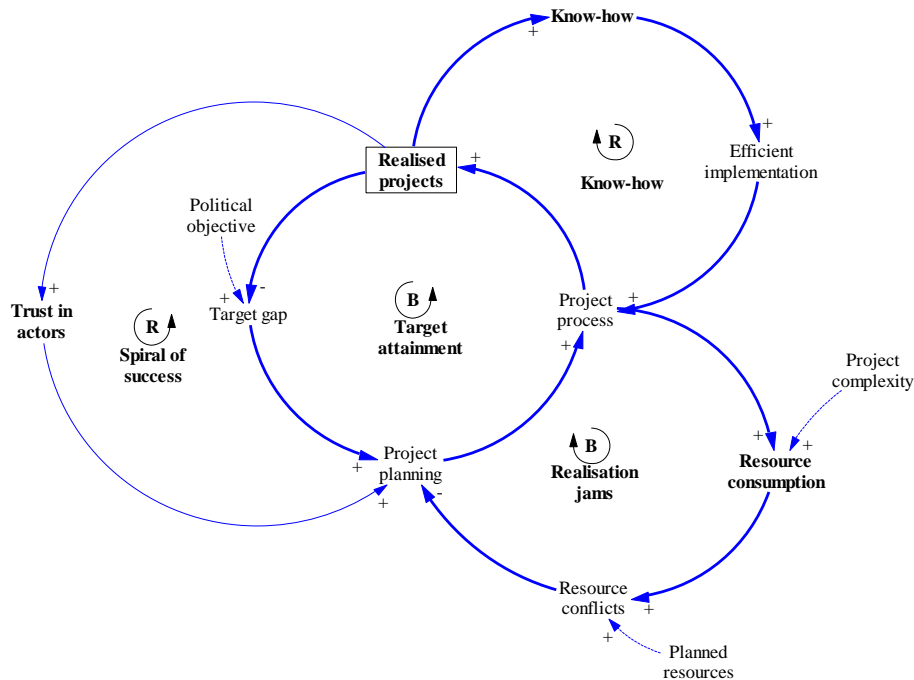 Know-how
+
+
R
Efficient
implementation
Know-how
Realised
projects
+
Political
objective
-
+
Target gap
B
Target
attainment
Project
process
+
+
+
Trust in
actors
R
Spiral of
success
Project
complexity
B
Realisation
jams
+
+
Resource
consumption
Project
planning
+
+
-
Resource
conflicts
+
+
Planned
resources